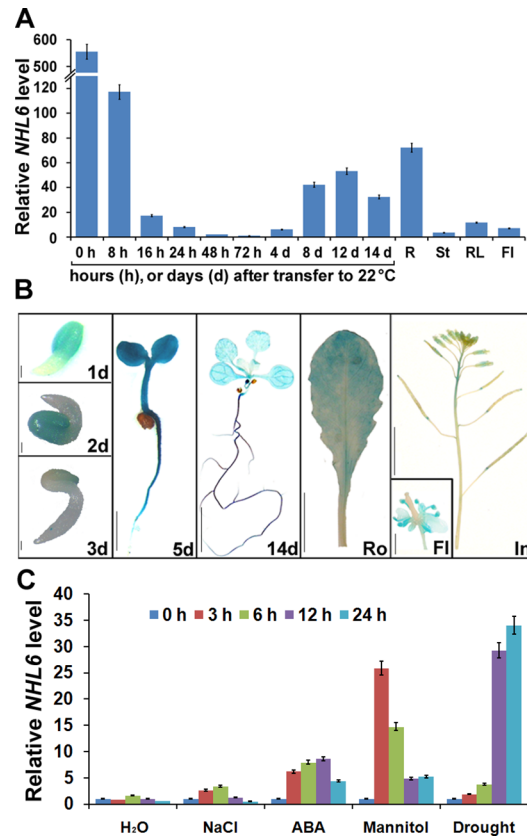 A
Relative NHL6 level
600
500
120
100
80
60
40
20
0
0 h 8 h 16 h 24 h 48 h 72 h 4 d 8 d 12 d 14 d R St RL Fl
hours (h), or days (d) after transfer to 22°C
B
1d
2d
3d
5d
14d
Ro
Fl
In
C
Relative NHL6 level
40
35
30
25
20
15
10
5
0
0 h 3 h 6 h 12 h 24 h
H₂O NaCl ABA Mannitol Drought